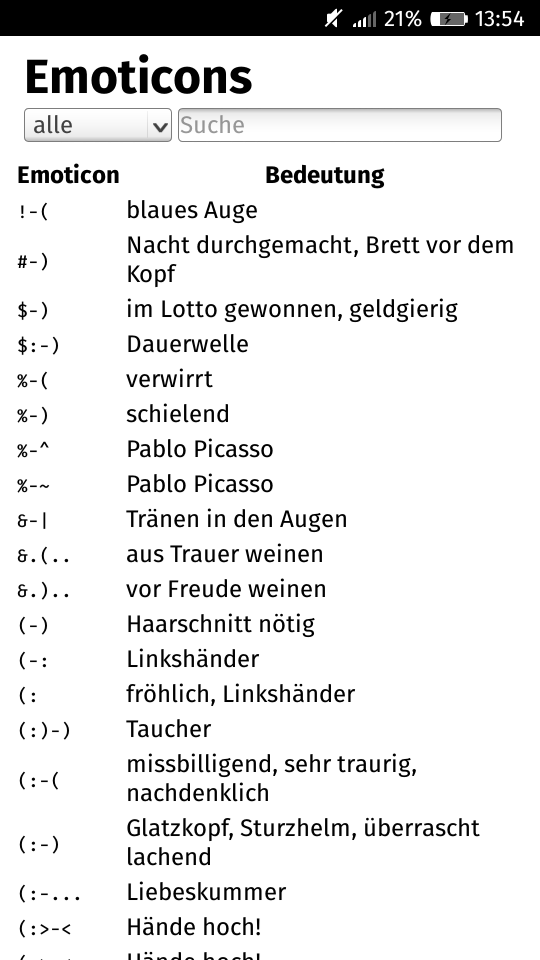 21% 13:54
Emoticons
alle Suche
Emoticon Bedeutung
!-( blaues Auge
#-) Nacht durchgemacht, Brett vor dem
Kopf
$-) im Lotto gewonnen, geldgierig
$:-) Dauerwelle
%-( verwirrt
%-) schielend
%-^ Pablo Picasso
%-~ Pablo Picasso
&-| Tränen in den Augen
&.(.. aus Trauer weinen
&.).. vor Freude weinen
(-) Haarschnitt nötig
(-: Linkshänder
(: fröhlich, Linkshänder
(:)-) Taucher
(:-( missbilligend, sehr traurig,
nachdenklich
(:-) Glatzkopf, Sturzhelm, überrascht
lachend
(:-... Liebeskummer
(:>-< Hände hoch!
Hände hoch!